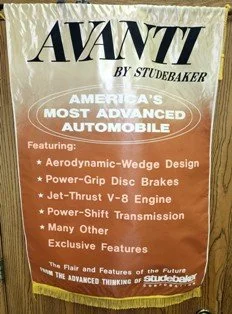 AVANTI
BY STUDEBAKER
AMERICA'S
MOST ADVANCED
AUTOMOBILE
Featuring:
★ Aerodynamic-Wedge Design
★ Power-Grip Disc Brakes
★ Jet-Thrust V-8 Engine
★ Power-Shift Transmission
★ Many Other
Exclusive Features
The Flair and Features of the Future
FROM THE ADVANCED THINKING OF Studebaker
CORPORATION